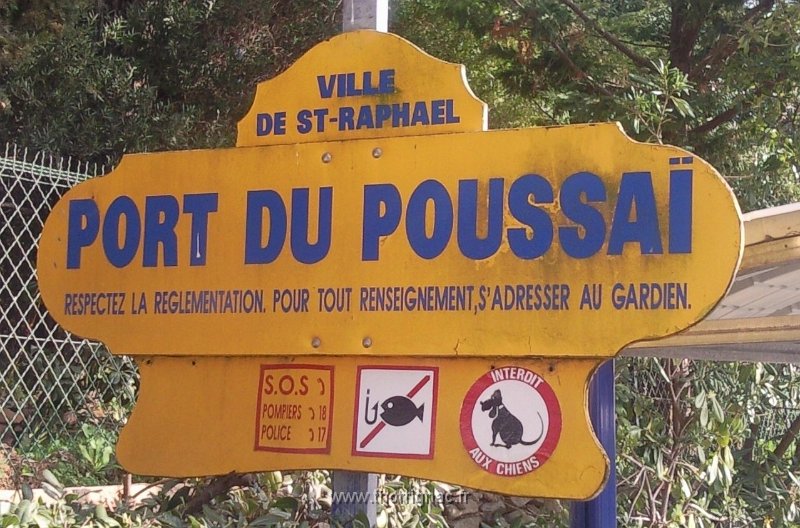 VILLE
DE ST-RAPHAEL
PORT DU POUSSAÏ
RESPECTEZ LA REGLEMENTATION. POUR TOUT RENSEIGNEMENT,S'ADRESSER AU GARDIEN.
S.O.S
POMPIERS 18
POLICE 17
INTERDIT
AUX CHIENS